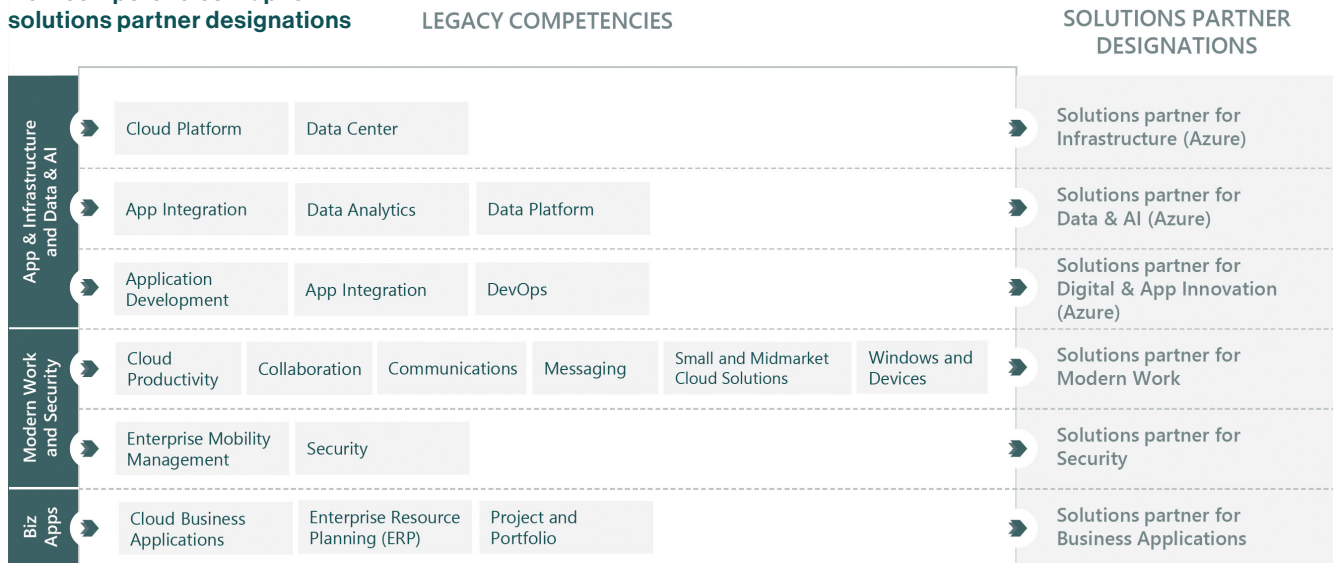 solutions partner designations
LEGACY COMPETENCIES
SOLUTIONS PARTNER
DESIGNATIONS
App & Infrastructure
and Data & AI
Cloud Platform
Data Center
Solutions partner for
Infrastructure (Azure)
App Integration
Data Analytics
Data Platform
Solutions partner for
Data & AI (Azure)
Application
Development
App Integration
DevOps
Solutions partner for
Digital & App Innovation
(Azure)
Modern Work
and Security
Cloud
Productivity
Collaboration
Communications
Messaging
Small and Midmarket
Cloud Solutions
Windows and
Devices
Solutions partner for
Modern Work
Enterprise Mobility
Management
Security
Solutions partner for
Security
Biz
Apps
Cloud Business
Applications
Enterprise Resource
Planning (ERP)
Project and
Portfolio
Solutions partner for
Business Applications